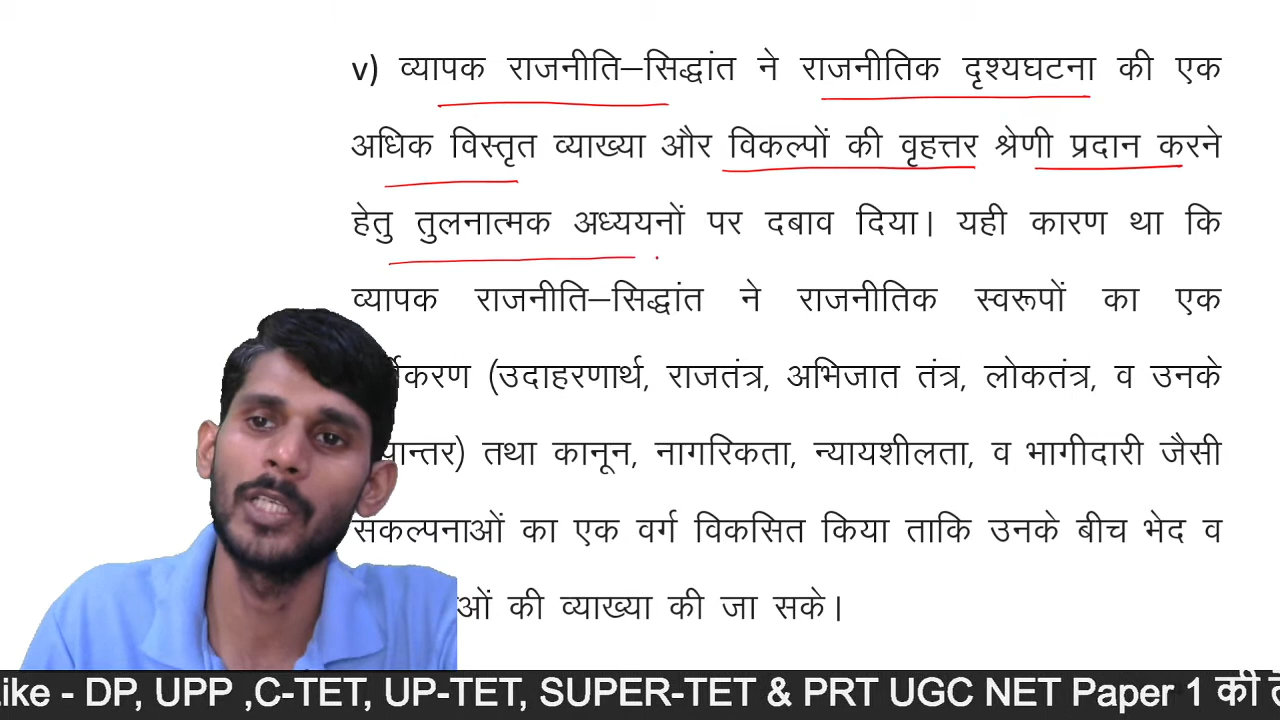 v) व्यापक राजनीति–सिद्धांत ने राजनीतिक दृश्यघटना की एक
अधिक विस्तृत व्याख्या और विकल्पों की वृहत्तर श्रेणी प्रदान करने
हेतु तुलनात्मक अध्ययनों पर दबाव दिया। यही कारण था कि
व्यापक राजनीति–सिद्धांत ने राजनीतिक स्वरूपों का एक
(उदाहरणार्थ, राजतंत्र, अभिजात तंत्र, लोकतंत्र, व उनके
तथा कानून, नागरिकता, न्यायशीलता, व भागीदारी जैसी
सकल्पनाओं का एक वर्ग विकसित किया ताकि उनके बीच भेद व
की व्याख्या की जा सके।
Like - DP, UPP ,C-TET, UP-TET, SUPER-TET & PRT UGC NET Paper 1 की